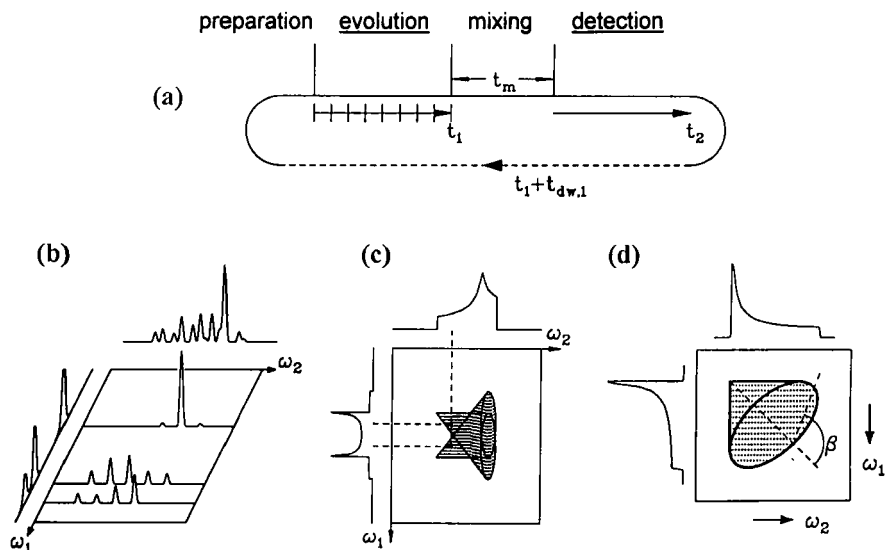 preparation evolution mixing detection
(a)
t_m
t_1
t_2
t_1+t_dw,1
(b)
(c)
(d)
ω_2
ω_1
ω_2
ω_1
β
ω_1
ω_2